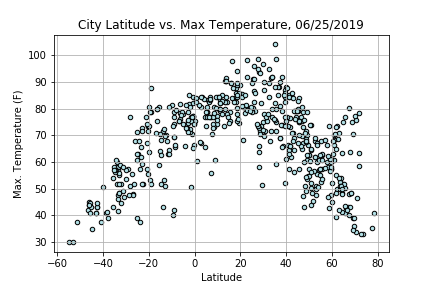 City Latitude vs. Max Temperature, 06/25/2019
Max. Temperature (F)
100
90
80
70
60
50
40
30
−60 −40 −20 0 20 40 60 80
Latitude